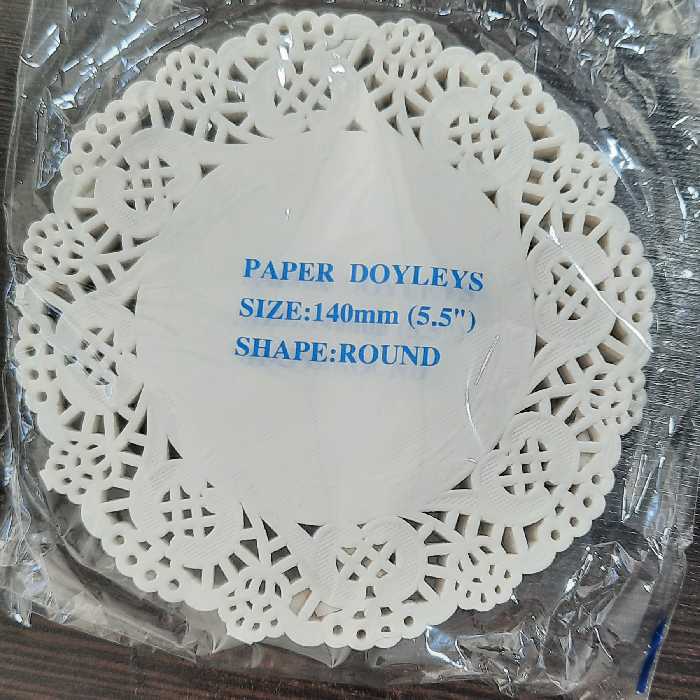 PAPER DOYLEYS
SIZE:140mm (5.5")
SHAPE:ROUND